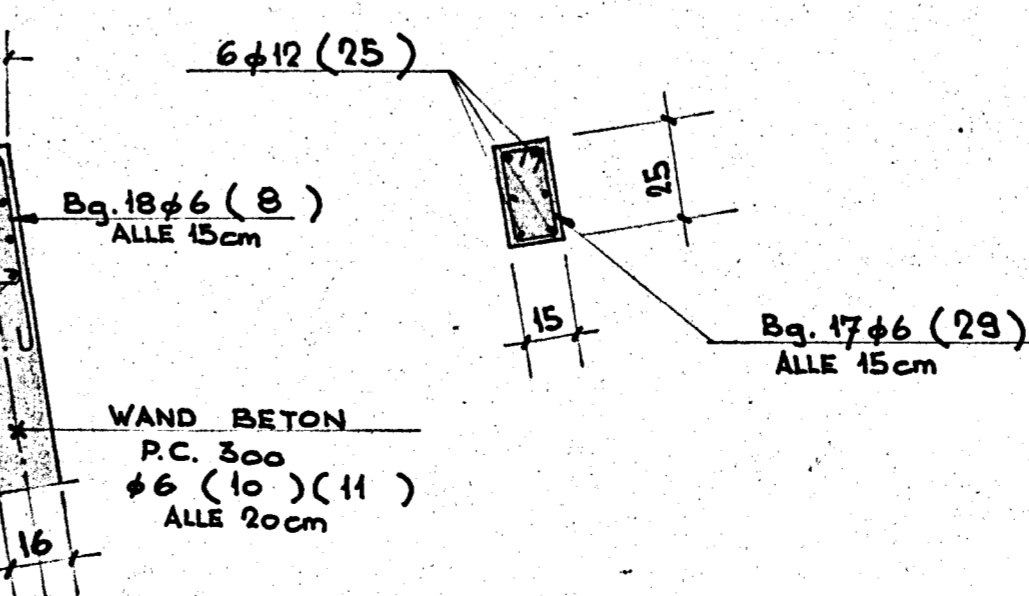 6ϕ12 (25)
Bg. 18ϕ6 ( 8 )
ALLE 15cm
25
15
Bg. 17ϕ6 (29)
ALLE 15cm
WAND BETON
P.C. 300
ϕ6 (10 )(11 )
ALLE 20cm
16